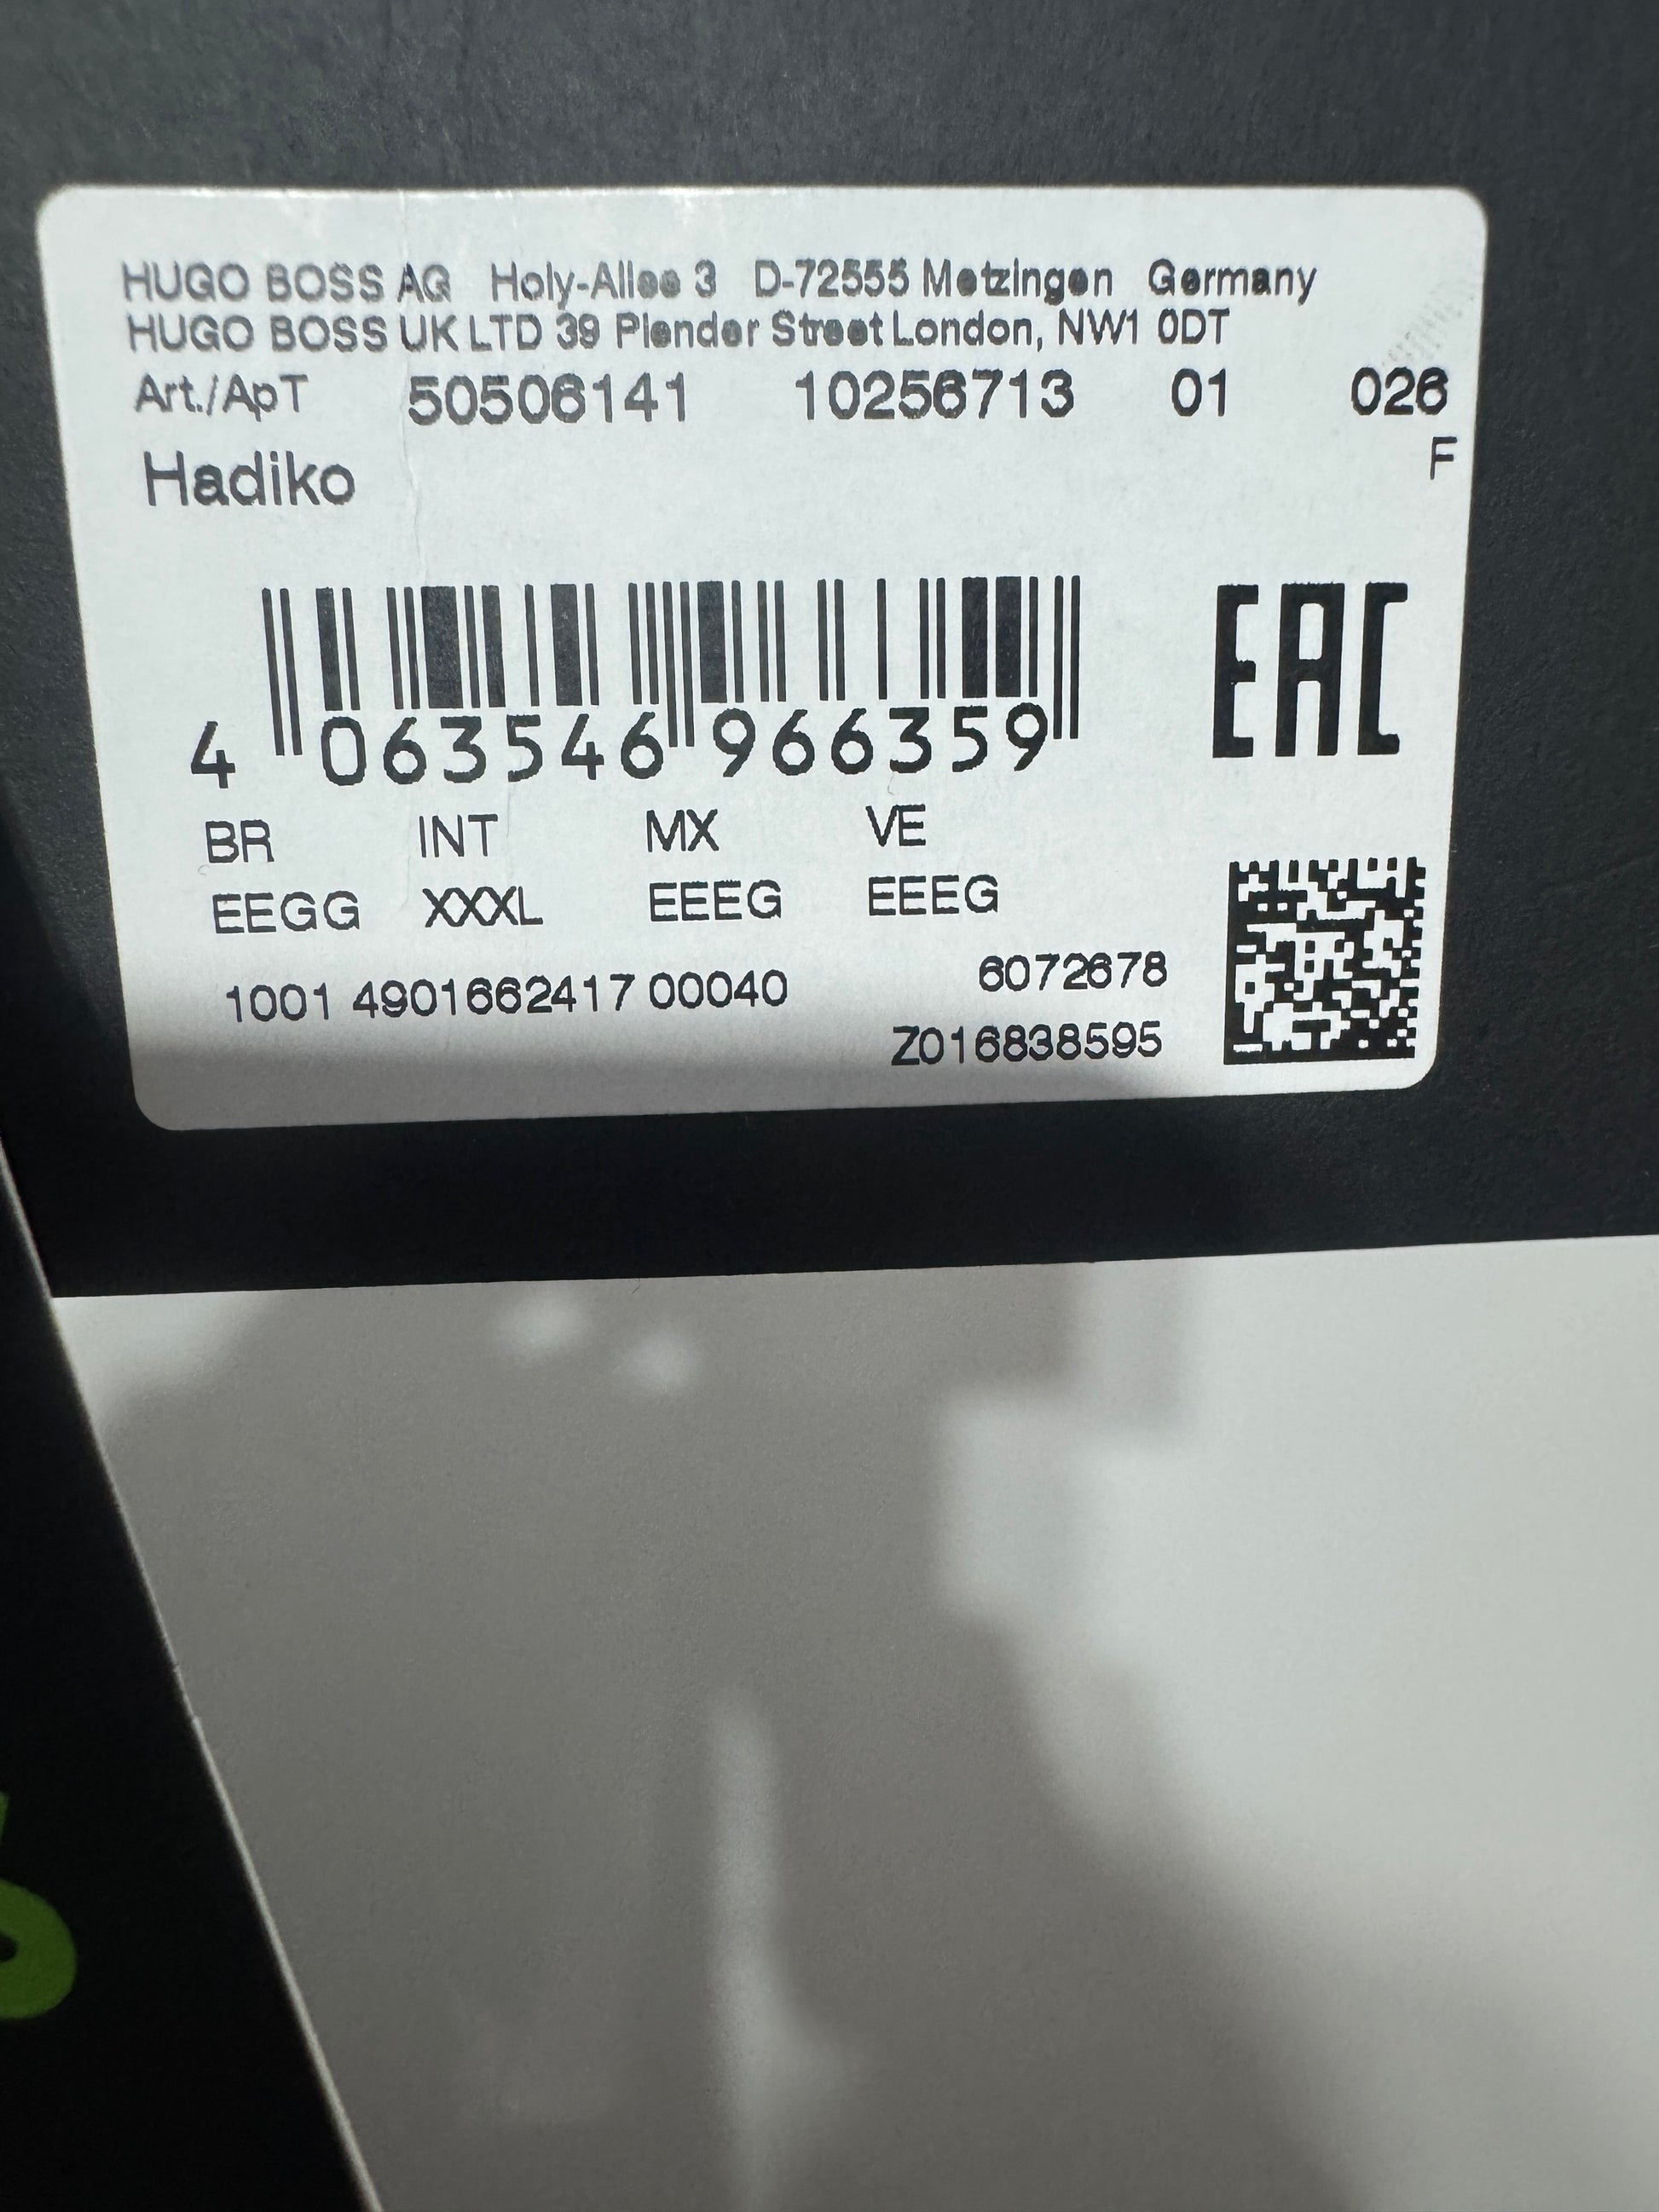 HUGO BOSS AG Holy-Allee 3 D-72555 Metzingen Germany
HUGO BOSS UK LTD 39 Plender Street London, NW1 0DT
Art./ApT 50506141 10256713 01 026
F
Hadiko
EAC
4 063546 966359
BR INT MX VE
EEGG XXXL EEEG EEEG
1001 4901662417 00040 6072678
Z016838595